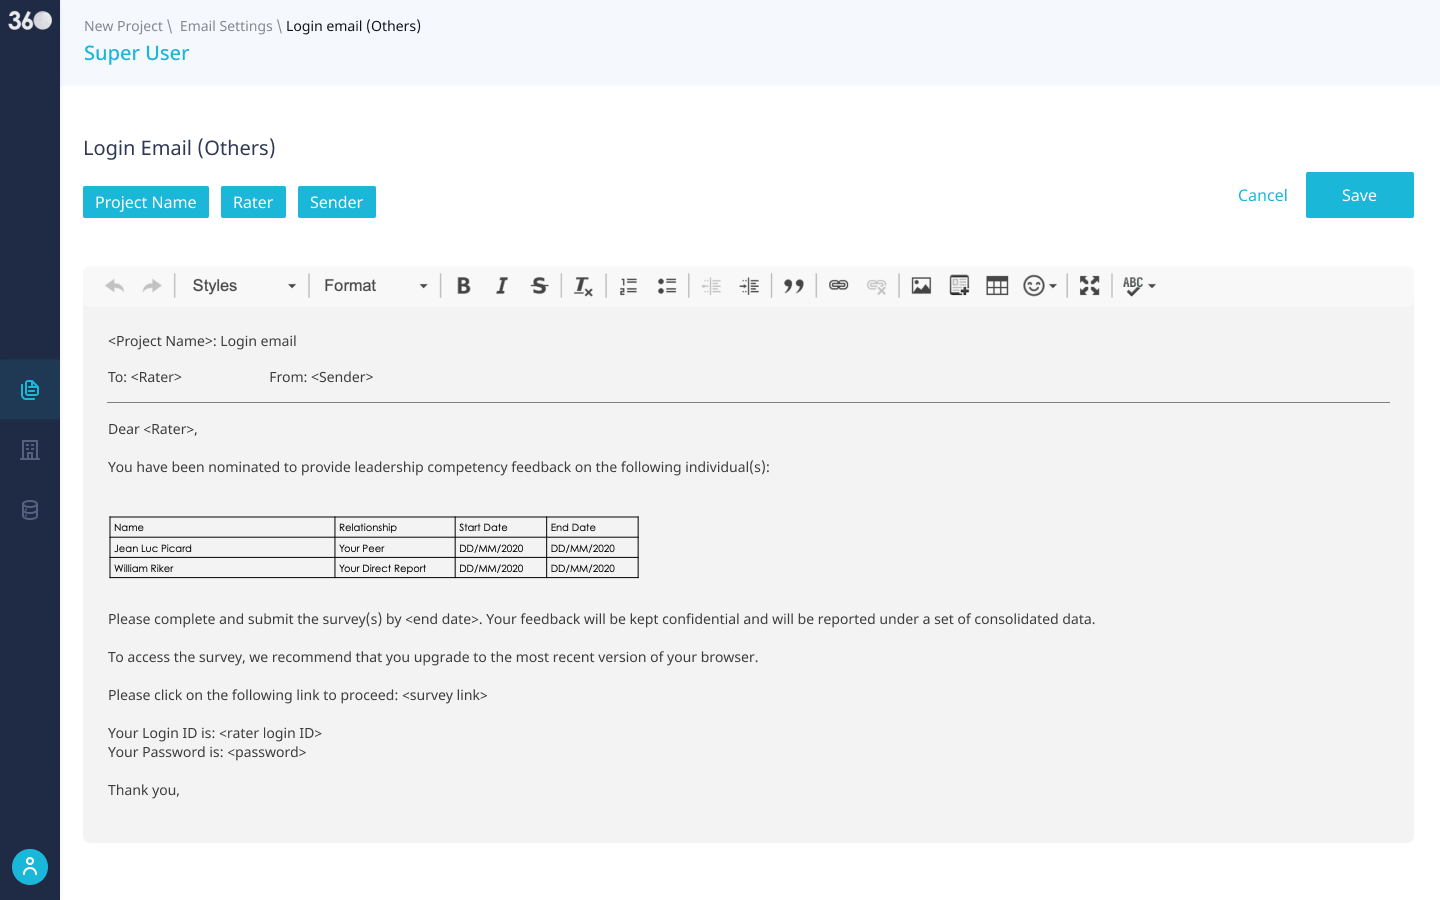 360
New Project \ Email Settings \ Login email (Others)
Super User
Login Email (Others)
Project Name Rater Sender
Cancel Save
Styles Format B I S Tx ABC
<Project Name>: Login email
To: <Rater> From: <Sender>
Dear <Rater>,
You have been nominated to provide leadership competency feedback on the following individual(s):
Name Relationship Start Date End Date
Jean Luc Picard Your Peer DD/MM/2020 DD/MM/2020
William Riker Your Direct Report DD/MM/2020 DD/MM/2020
Please complete and submit the survey(s) by <end date>. Your feedback will be kept confidential and will be reported under a set of consolidated data.
To access the survey, we recommend that you upgrade to the most recent version of your browser.
Please click on the following link to proceed: <survey link>
Your Login ID is: <rater login ID>
Your Password is: <password>
Thank you,